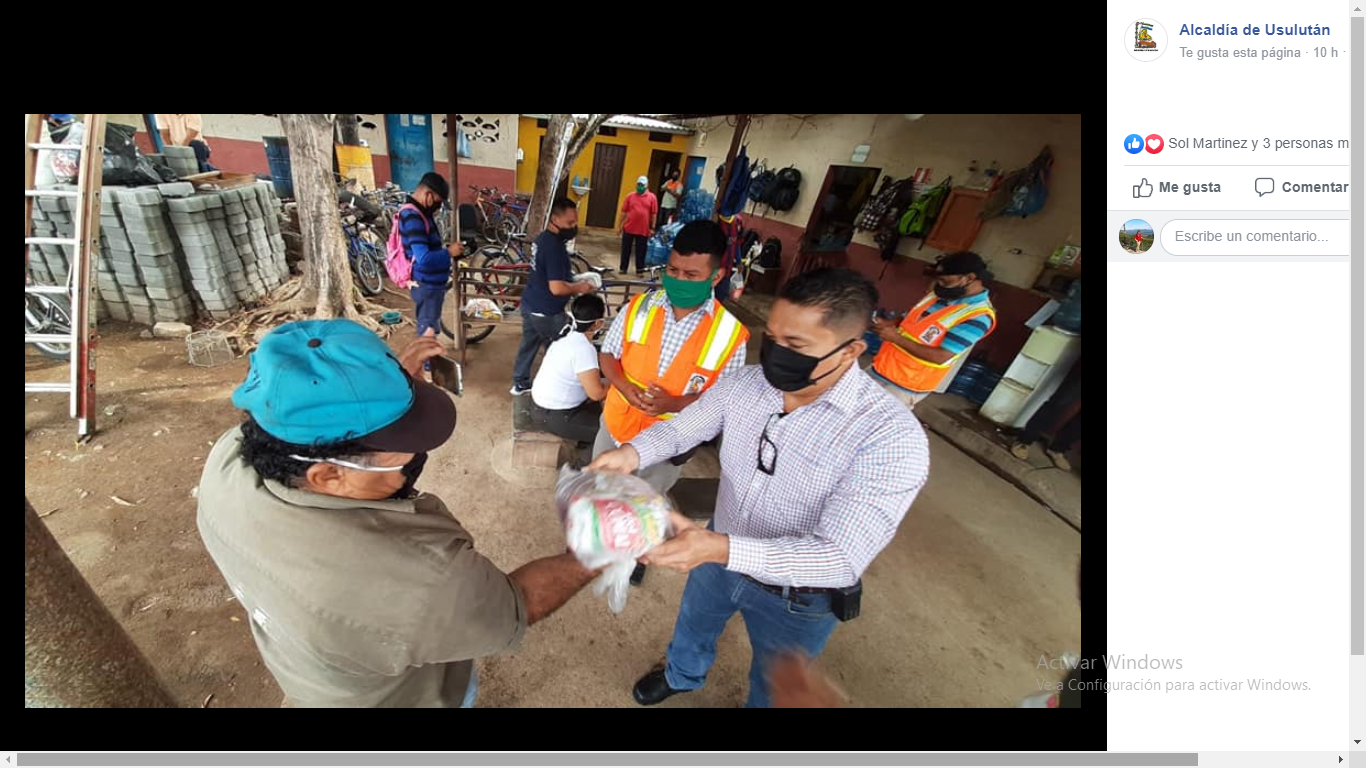 Alcaldía de Usulután
Te gusta esta página · 10 h ·
Sol Martinez y 3 personas m
Me gusta
Comentar
Escribe un comentario...
Activar Windows
Ve a Configuración para activar Windows.